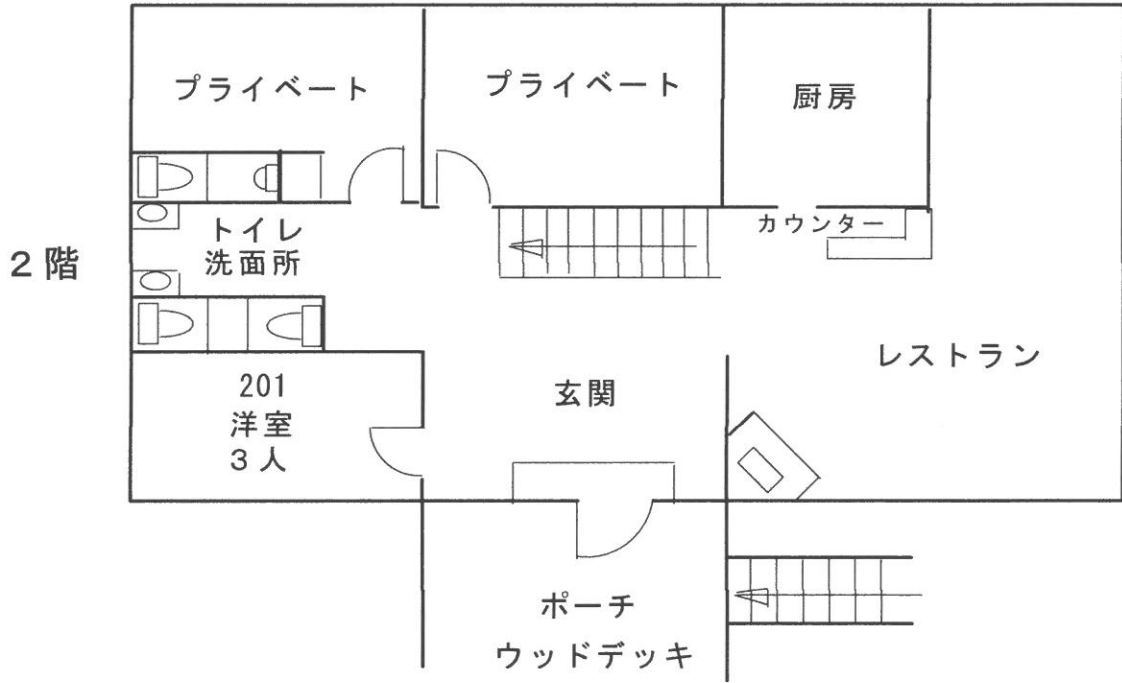 プライベート
プライベート
厨房
カウンター
トイレ
洗面所
2階
レストラン
201
洋室
3人
玄関
ポーチ
ウッドデッキ